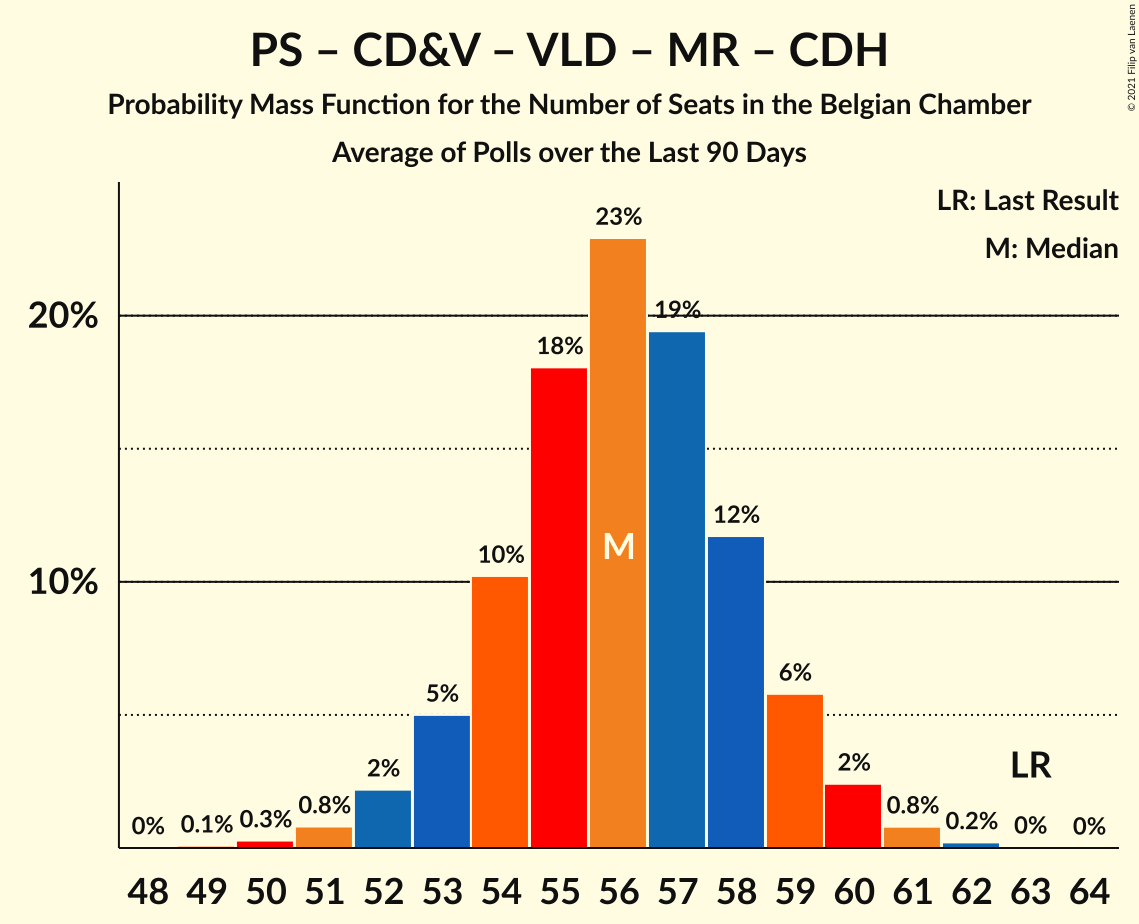 PS – CD&V – VLD – MR – CDH
Probability Mass Function for the Number of Seats in the Belgian Chamber
Average of Polls over the Last 90 Days
© 2021 Filip van Laenen
LR: Last Result
M: Median
20%
10%
0%
0.1%
0.3%
0.8%
2%
5%
10%
18%
23%
19%
12%
6%
2%
0.8%
0.2%
0%
0%
M
LR
48 49 50 51 52 53 54 55 56 57 58 59 60 61 62 63 64